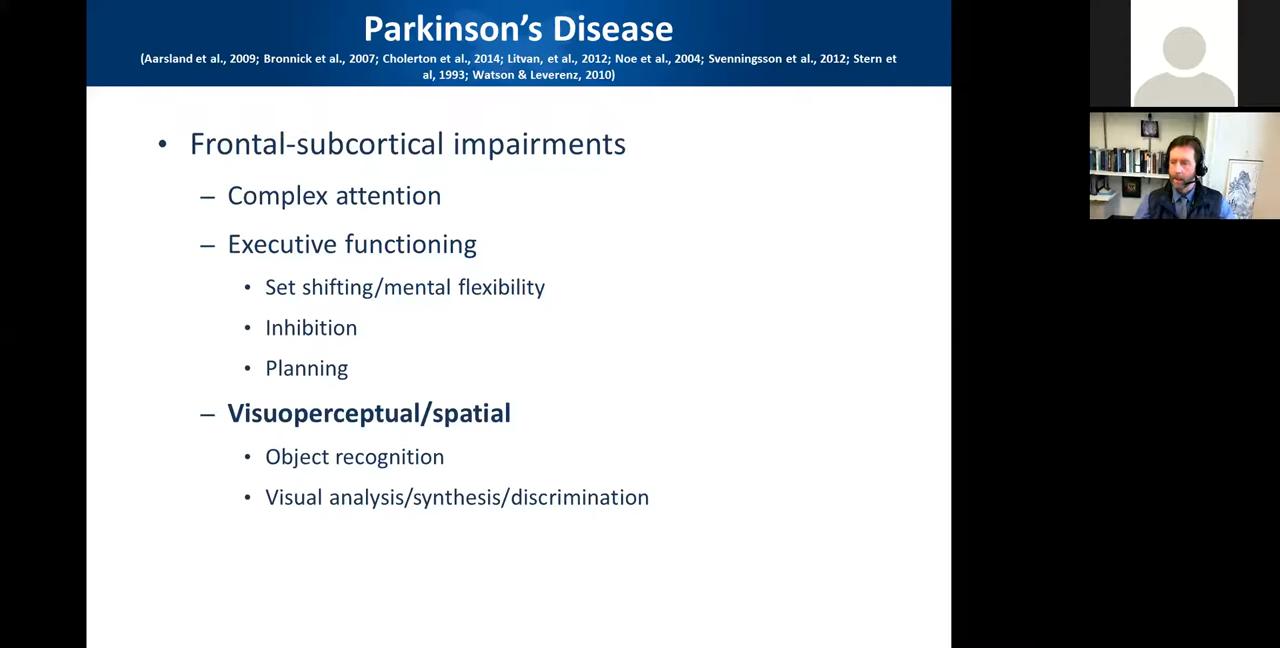 Parkinson's Disease
(Aarsland et al., 2009; Bronnick et al., 2007; Cholerton et al., 2014; Litvan, et al., 2012; Noe et al., 2004; Svenningsson et al., 2012; Stern et
al, 1993; Watson & Leverenz, 2010)
• Frontal-subcortical impairments
– Complex attention
– Executive functioning
• Set shifting/mental flexibility
• Inhibition
• Planning
– Visuoperceptual/spatial
• Object recognition
• Visual analysis/synthesis/discrimination